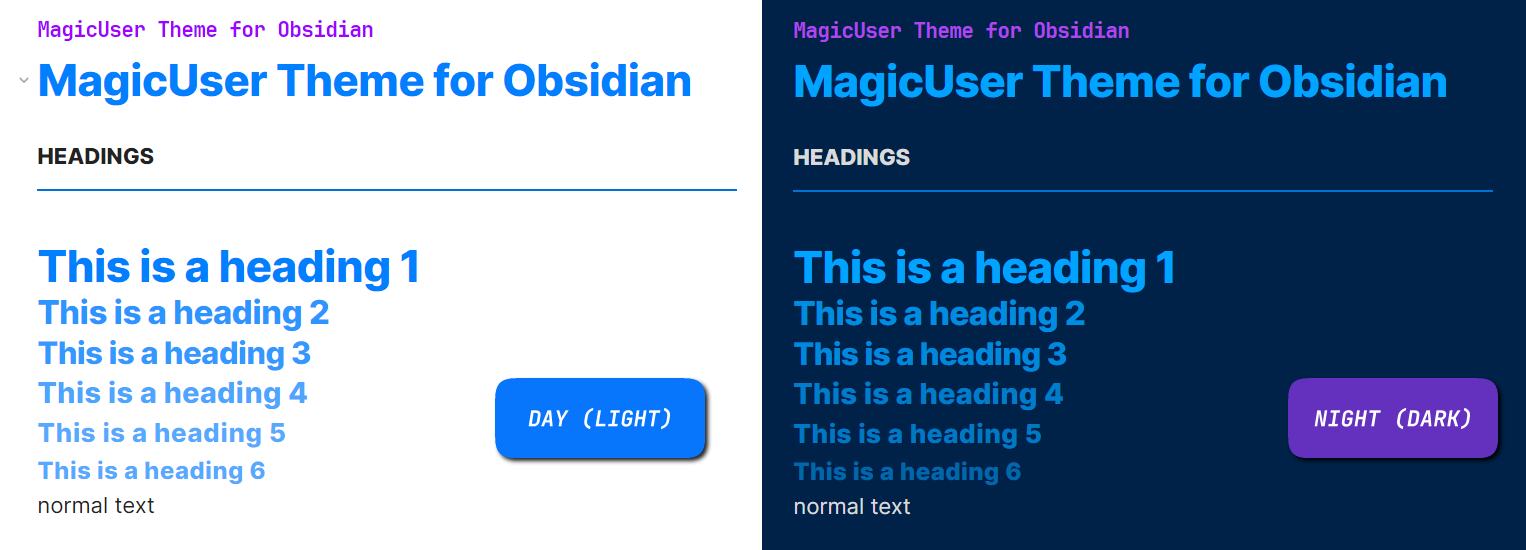 MagicUser Theme for Obsidian
MagicUser Theme for Obsidian
HEADINGS
This is a heading 1
This is a heading 2
This is a heading 3
This is a heading 4
This is a heading 5
This is a heading 6
normal text
DAY (LIGHT)
MagicUser Theme for Obsidian
MagicUser Theme for Obsidian
HEADINGS
This is a heading 1
This is a heading 2
This is a heading 3
This is a heading 4
This is a heading 5
This is a heading 6
normal text
NIGHT (DARK)